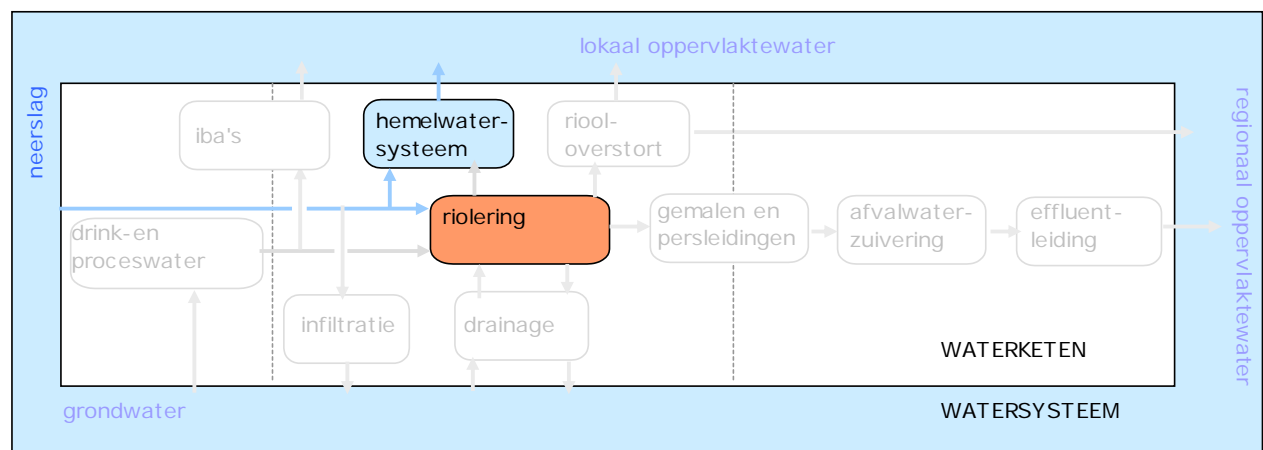 lokaal oppervlaktewater
neerslag
iba's
hemelwater-
systeem
riool-
overstort
regionaal oppervlaktewater
drink-en
proceswater
riolering
gemalen en
persleidingen
afvalwater-
zuivering
effluent-
leiding
infiltratie
drainage
WATERKETEN
grondwater
WATERSYSTEEM